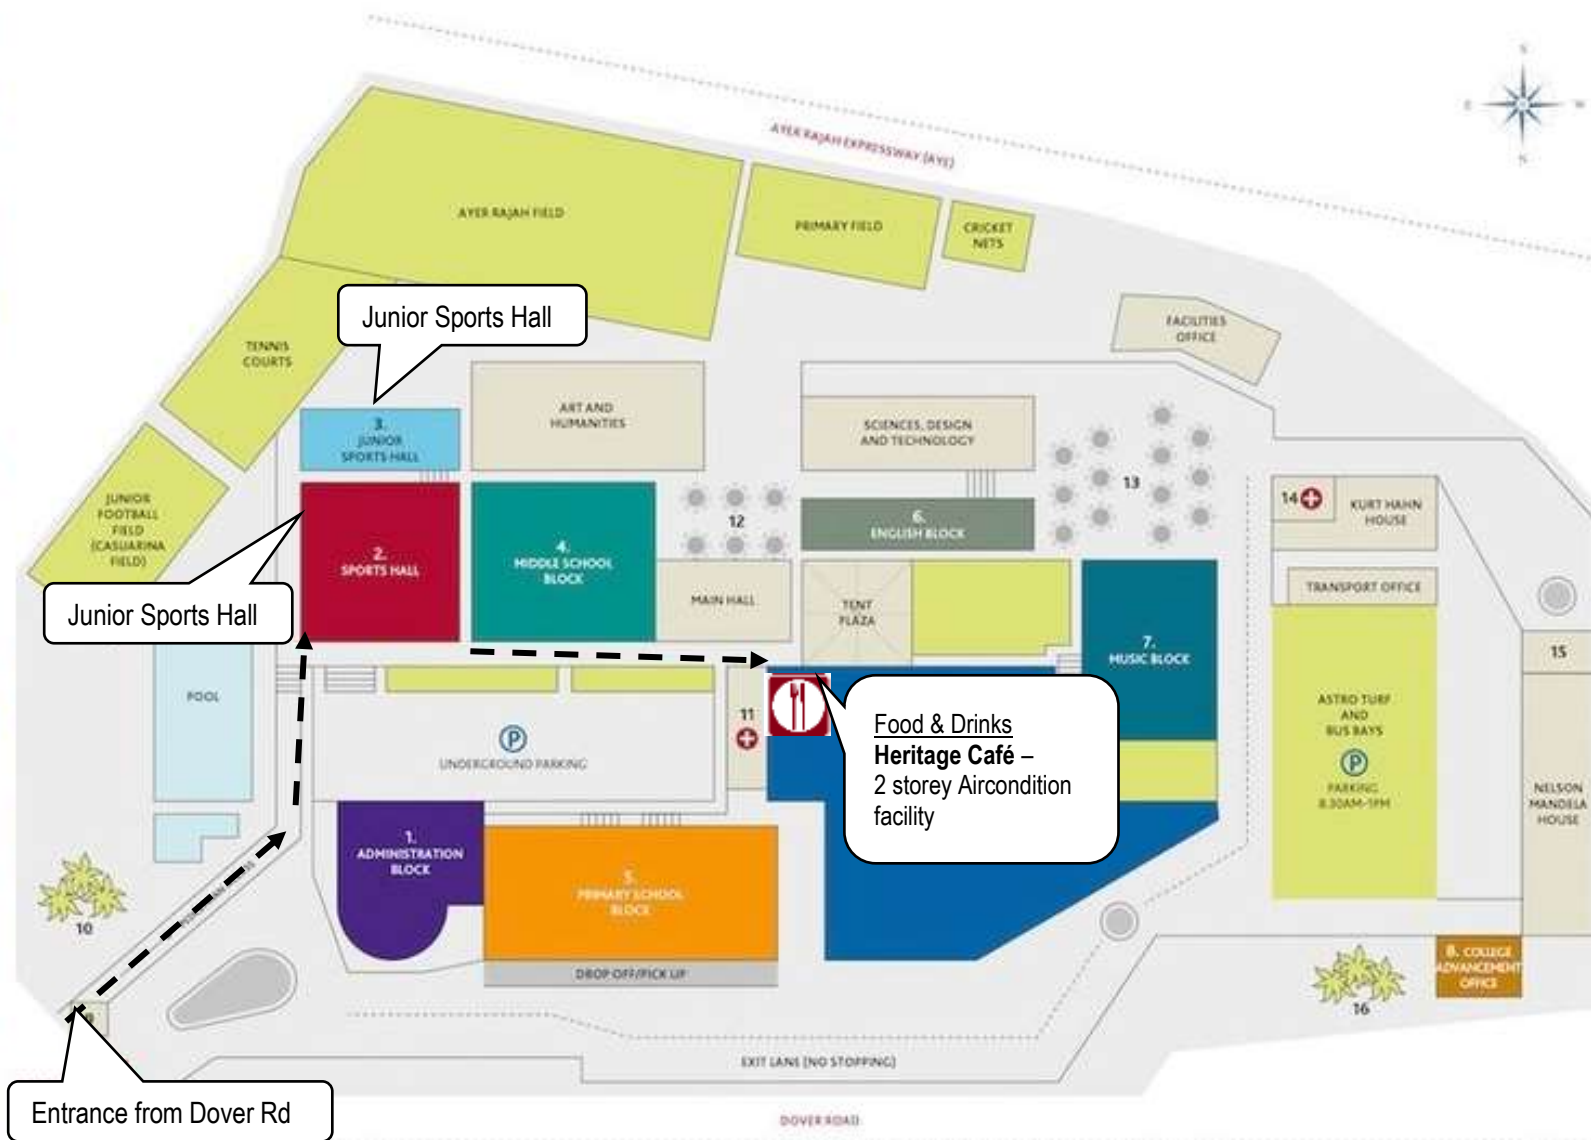 S
E
W
N
AYER RAJAH EXPRESSWAY (AYE)
AYER RAJAH FIELD
PRIMARY FIELD
CRICKET
NETS
Junior Sports Hall
FACILITIES
OFFICE
TENNIS
COURTS
ART AND
HUMANITIES
SCIENCES, DESIGN
AND TECHNOLOGY
3.
JUNIOR
SPORTS HALL
JUNIOR
FOOTBALL
FIELD
(CASUARINA
FIELD)
13
14
KURT HAHN
HOUSE
12
6.
ENGLISH BLOCK
2.
SPORTS HALL
4.
MIDDLE SCHOOL
BLOCK
TRANSPORT OFFICE
Junior Sports Hall
MAIN HALL
TENT
PLAZA
7.
MUSIC BLOCK
15
POOL
11
P
UNDERGROUND PARKING
Food & Drinks
Heritage Café –
2 storey Aircondition
facility
ASTRO TURF
AND
BUS BAYS
P
PARKING
8.30AM-1PM
NELSON
MANDELA
HOUSE
1.
ADMINISTRATION
BLOCK
5.
PRIMARY SCHOOL
BLOCK
10
DROP OFF/PICK UP
8. COLLEGE
ADVANCEMENT
OFFICE
16
9
EXIT LANE (NO STOPPING)
Entrance from Dover Rd
DOVER ROAD